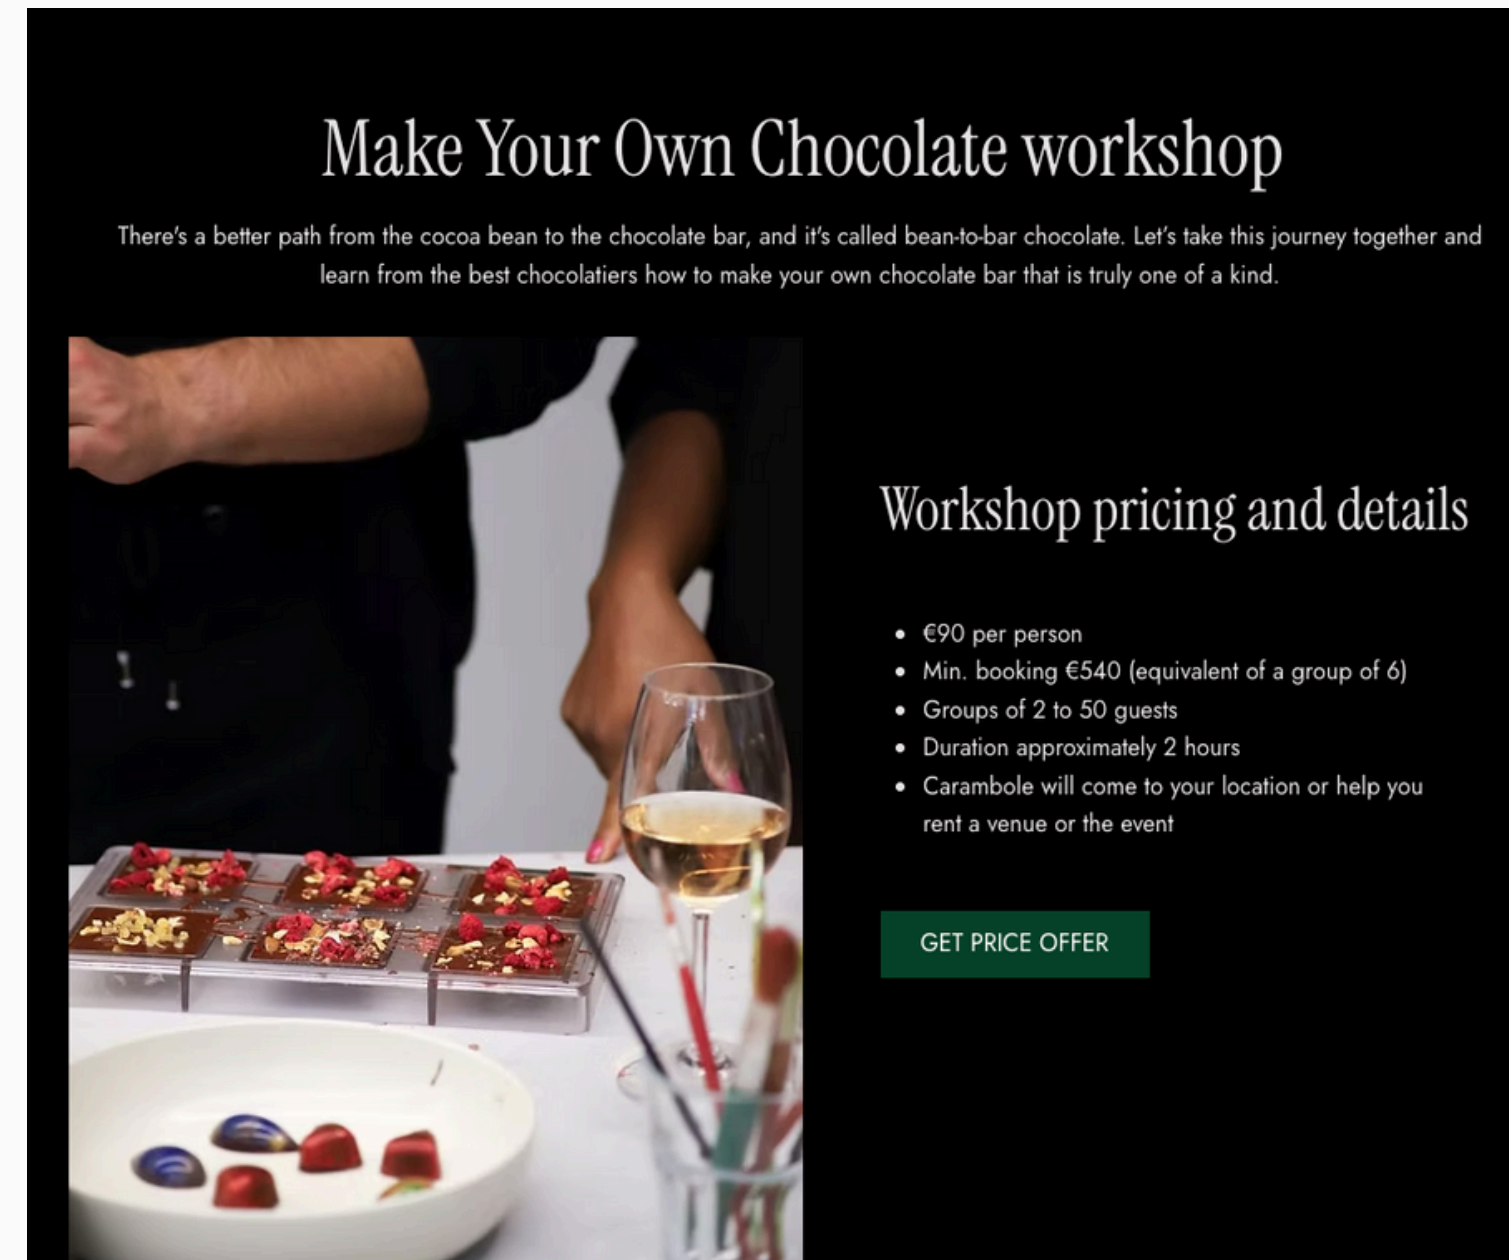 Make Your Own Chocolate workshop
There's a better path from the cocoa bean to the chocolate bar, and it's called bean-to-bar chocolate. Let's take this journey together and
learn from the best chocolatiers how to make your own chocolate bar that is truly one of a kind.
Workshop pricing and details
• €90 per person
• Min. booking €540 (equivalent of a group of 6)
• Groups of 2 to 50 guests
• Duration approximately 2 hours
• Carambole will come to your location or help you
rent a venue or the event
GET PRICE OFFER